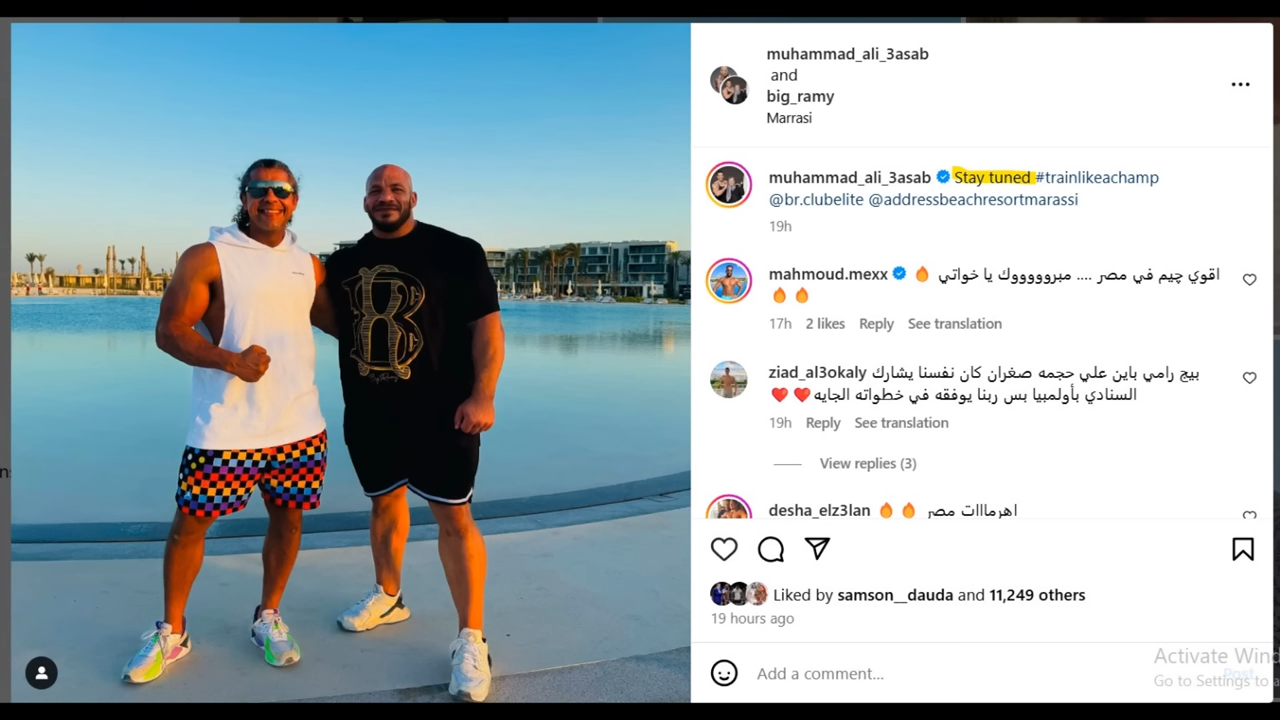 muhammad_ali_3asab
and
big_ramy
Marrasi
muhammad_ali_3asab Stay tuned #trainlikeachamp
@br.clubelite @addressbeachresortmarassi
19h
mahmoud.mexx 🔥 اقوي چيم في مصر .... مبروووووك يا خواتي
🔥 🔥
17h 2 likes Reply See translation
ziad_al3okaly بيج رامي باين علي حجمه صغران كان نفسنا يشارك
السنادي بأولمبيا بس ربنا يوفقه في خطواته الجايه ❤️ ❤️
19h Reply See translation
View replies (3)
desha_elz3lan 🔥 🔥 اهرمااات مصر
Liked by samson__dauda and 11,249 others
19 hours ago
Add a comment...
Post
Activate Wind
Go to Settings to a